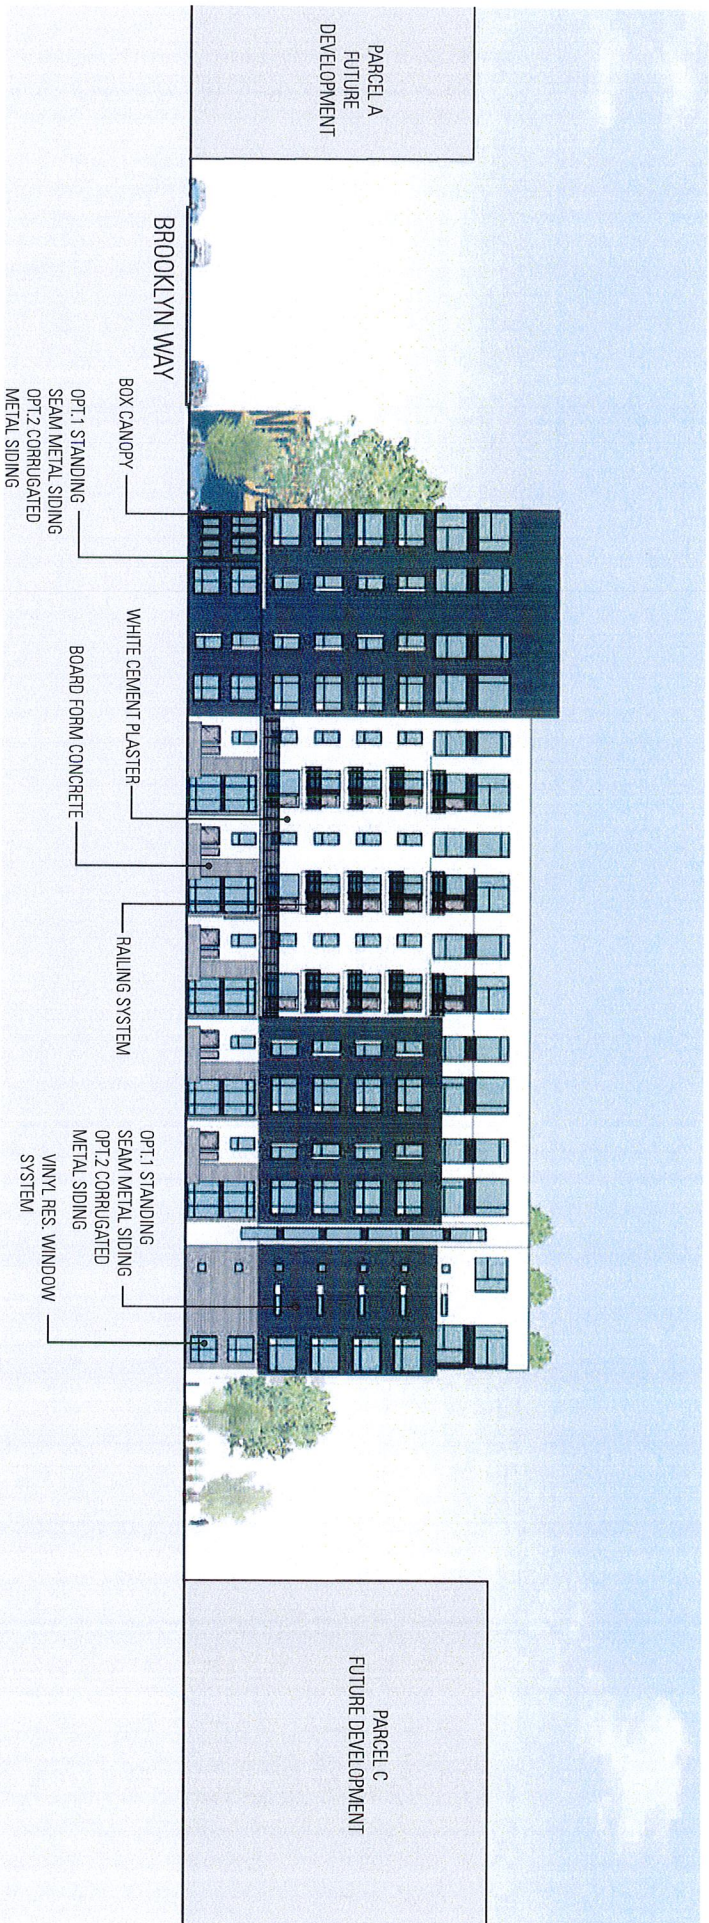 PARCEL A
FUTURE
DEVELOPMENT
BROOKLYN WAY
BOX CANOPY
OPT.1 STANDING
SEAM METAL SIDING
OPT.2 CORRUGATED
METAL SIDING
WHITE CEMENT PLASTER
BOARD FORM CONCRETE
RAILING SYSTEM
OPT.1 STANDING
SEAM METAL SIDING
OPT.2 CORRUGATED
METAL SIDING
VINYL RES. WINDOW
SYSTEM
PARCEL C
FUTURE DEVELOPMENT